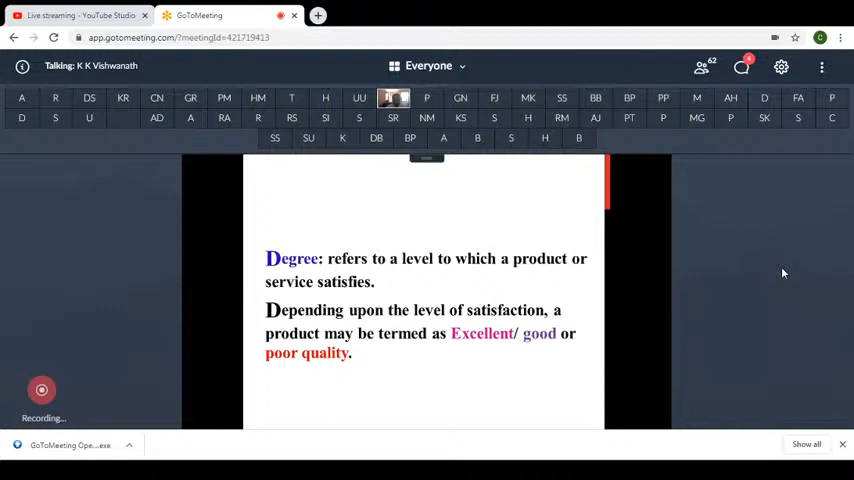 Live streaming - YouTube Studio
GoToMeeting
app.gotomeeting.com/?meetingId=421719413
C
Talking: K K Vishwanath
Everyone
62
4
A R DS KR CN GR PM HM T H UU P GN FJ MK SS BB BP PP M AH D FA P
D S U AD A RA R RS SI S SR NM KS S H RM AJ PT P MG P SK S C
SS SU K DB BP A B S H B
Degree: refers to a level to which a product or
service satisfies.
Depending upon the level of satisfaction, a
product may be termed as Excellent/ good or
poor quality.
Recording...
GoToMeeting Ope....exe
Show all